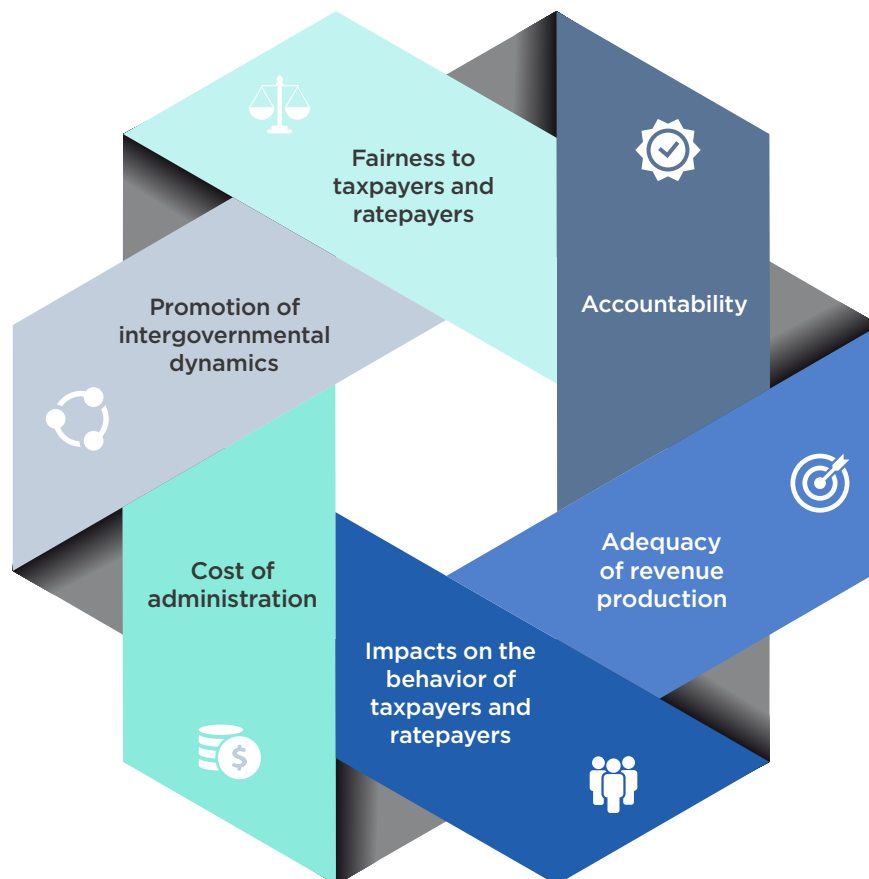 Fairness to
taxpayers and
ratepayers
Accountability
Adequacy
of revenue
production
Impacts on the
behavior of
taxpayers and
ratepayers
$
Cost of
administration
Promotion of
intergovernmental
dynamics